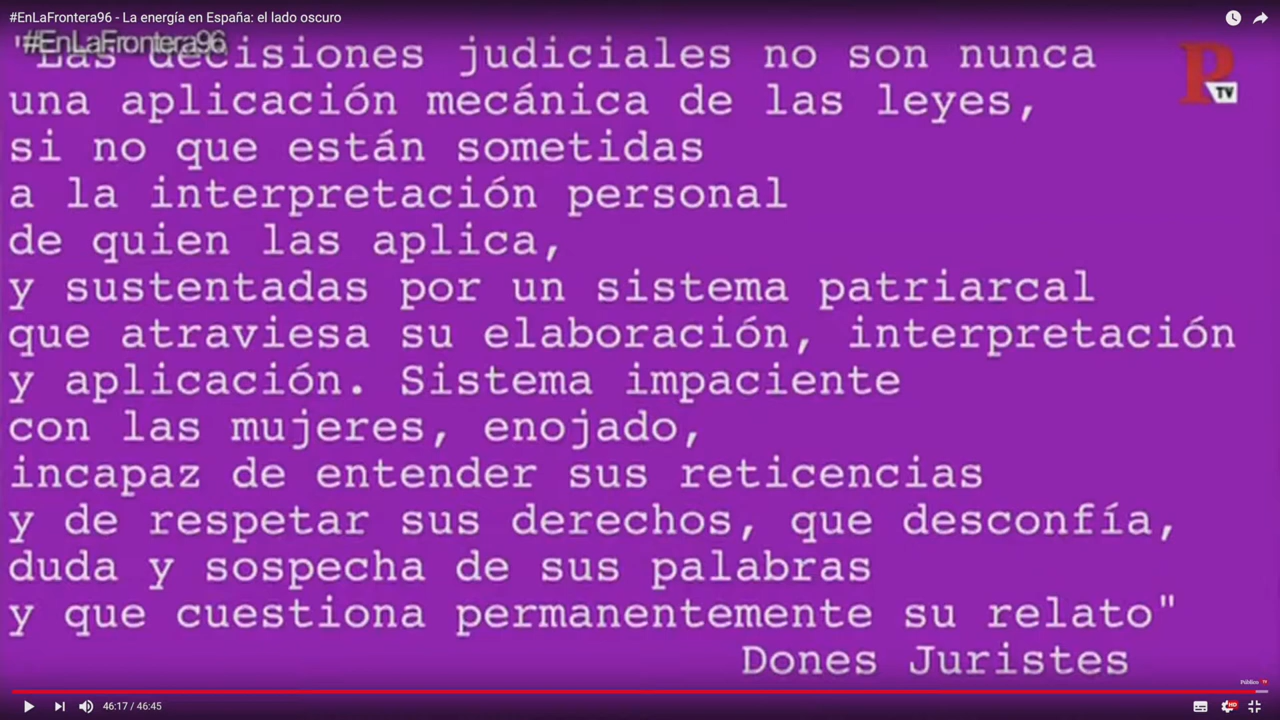 #EnLaFrontera96 - La energía en España: el lado oscuro
#EnLaFrontera96
"Las decisiones judiciales no son nunca
P
TV
una aplicación mecánica de las leyes,
si no que están sometidas
a la interpretación personal
de quien las aplica,
y sustentadas por un sistema patriarcal
que atraviesa su elaboración, interpretación
y aplicación. Sistema impaciente
con las mujeres, enojado,
incapaz de entender sus reticencias
y de respetar sus derechos, que desconfía,
duda y sospecha de sus palabras
y que cuestiona permanentemente su relato"
Dones Juristes
Público TV
46:17 / 46:45
HD